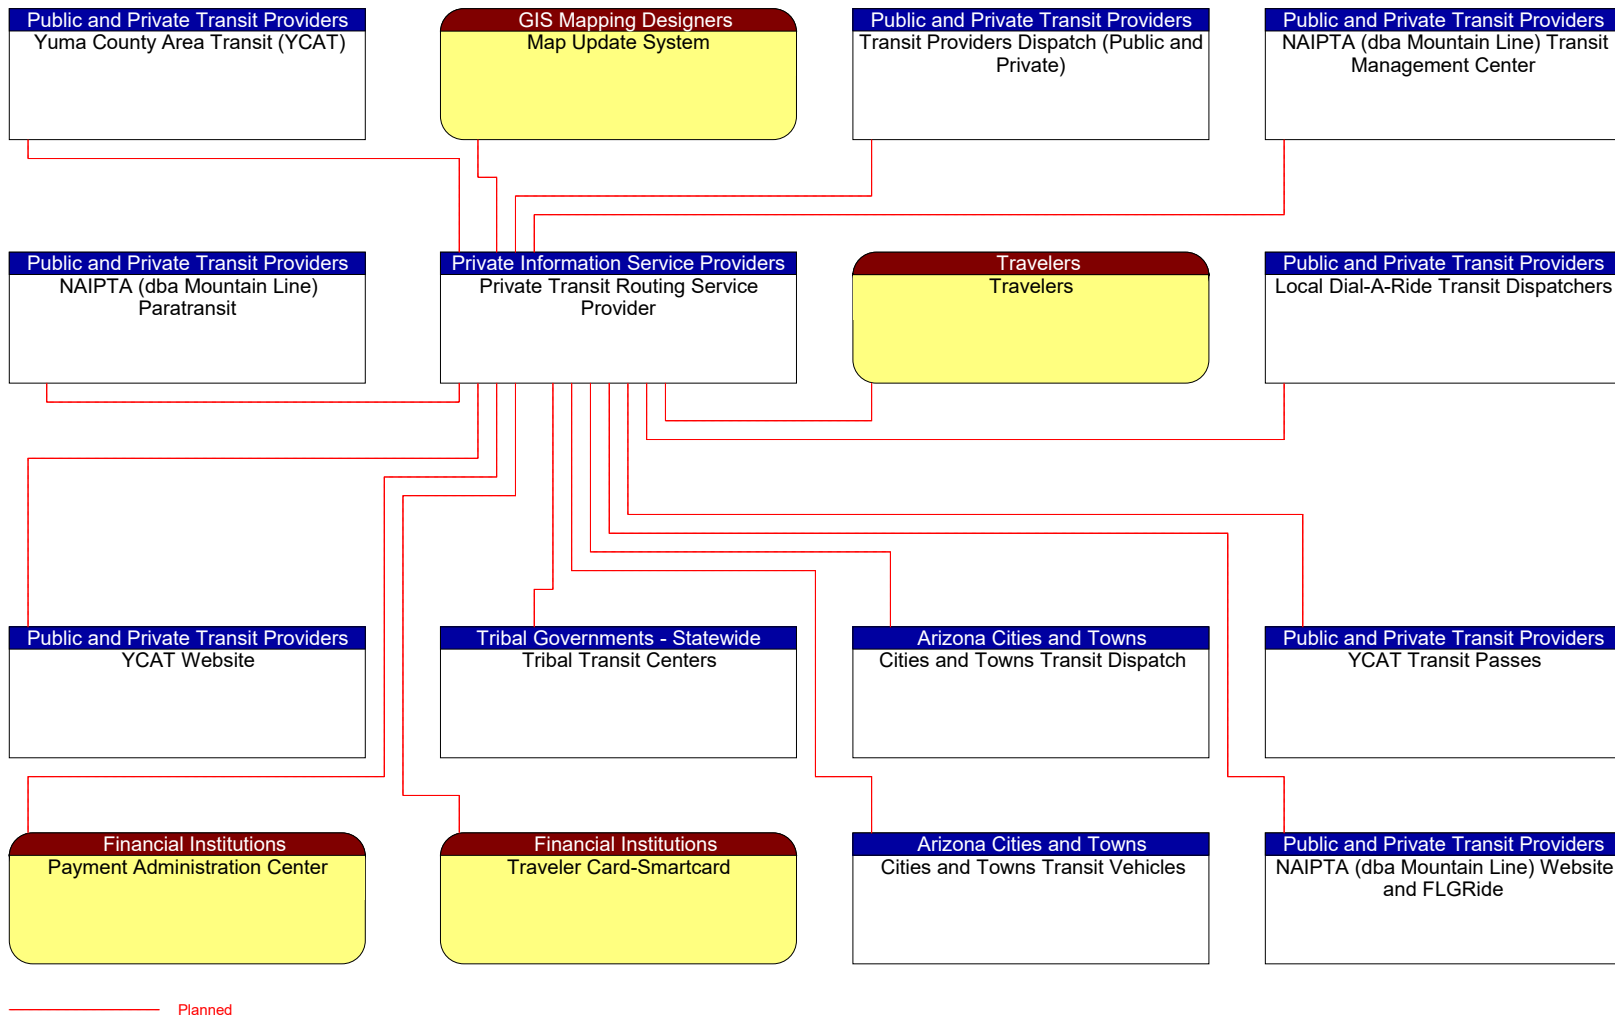 Public and Private Transit Providers
Yuma County Area Transit (YCAT)
GIS Mapping Designers
Map Update System
Public and Private Transit Providers
Transit Providers Dispatch (Public and
Private)
Public and Private Transit Providers
NAIPTA (dba Mountain Line) Transit
Management Center
Public and Private Transit Providers
NAIPTA (dba Mountain Line)
Paratransit
Private Information Service Providers
Private Transit Routing Service
Provider
Travelers
Travelers
Public and Private Transit Providers
Local Dial-A-Ride Transit Dispatchers
Public and Private Transit Providers
YCAT Website
Tribal Governments - Statewide
Tribal Transit Centers
Arizona Cities and Towns
Cities and Towns Transit Dispatch
Public and Private Transit Providers
YCAT Transit Passes
Financial Institutions
Payment Administration Center
Financial Institutions
Traveler Card-Smartcard
Arizona Cities and Towns
Cities and Towns Transit Vehicles
Public and Private Transit Providers
NAIPTA (dba Mountain Line) Website
and FLGRide
Planned